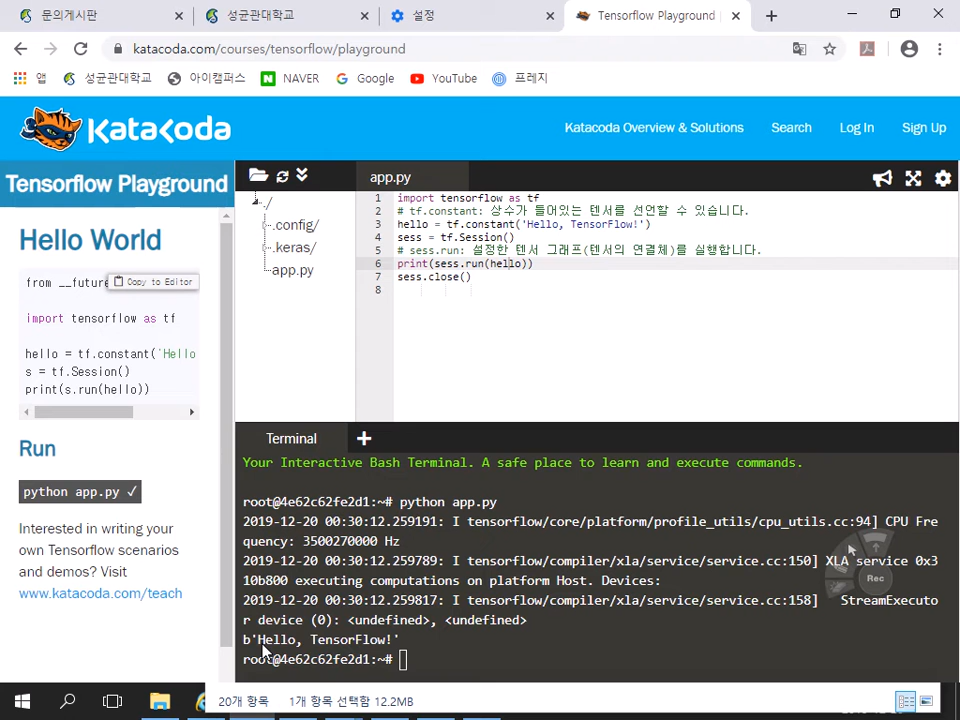 문의게시판
성균관대학교
설정
Tensorflow Playground
katacoda.com/courses/tensorflow/playground
앱
성균관대학교
아이캠퍼스
NAVER
Google
YouTube
프레지
Katacoda
Katacoda Overview & Solutions
Search
Log In
Sign Up
Tensorflow Playground
app.py
Hello World
from __future
Copy to Editor
import tensorflow as tf
hello = tf.constant('Hello
s = tf.Session()
print(s.run(hello))
Run
python app.py ✓
Interested in writing your
own Tensorflow scenarios
and demos? Visit
www.katacoda.com/teach
./
.config/
.keras/
app.py
1 import tensorflow as tf
2 # tf.constant: 상수가 들어있는 텐서를 선언할 수 있습니다.
3 hello = tf.constant('Hello, TensorFlow!')
4 sess = tf.Session()
5 # sess.run: 설정한 텐서 그래프(텐서의 연결체)를 실행합니다.
6 print(sess.run(hello))
7 sess.close()
8
Terminal
Your Interactive Bash Terminal. A safe place to learn and execute commands.
root@4e62c62fe2d1:~# python app.py
2019-12-20 00:30:12.259191: I tensorflow/core/platform/profile_utils/cpu_utils.cc:94] CPU Fre
quency: 3500270000 Hz
2019-12-20 00:30:12.259789: I tensorflow/compiler/xla/service/service.cc:150] XLA service 0x3
10b800 executing computations on platform Host. Devices:
2019-12-20 00:30:12.259817: I tensorflow/compiler/xla/service/service.cc:158]   StreamExecuto
r device (0): <undefined>, <undefined>
b'Hello, TensorFlow!'
root@4e62c62fe2d1:~#
Rec
20개 항목
1개 항목 선택함 12.2MB